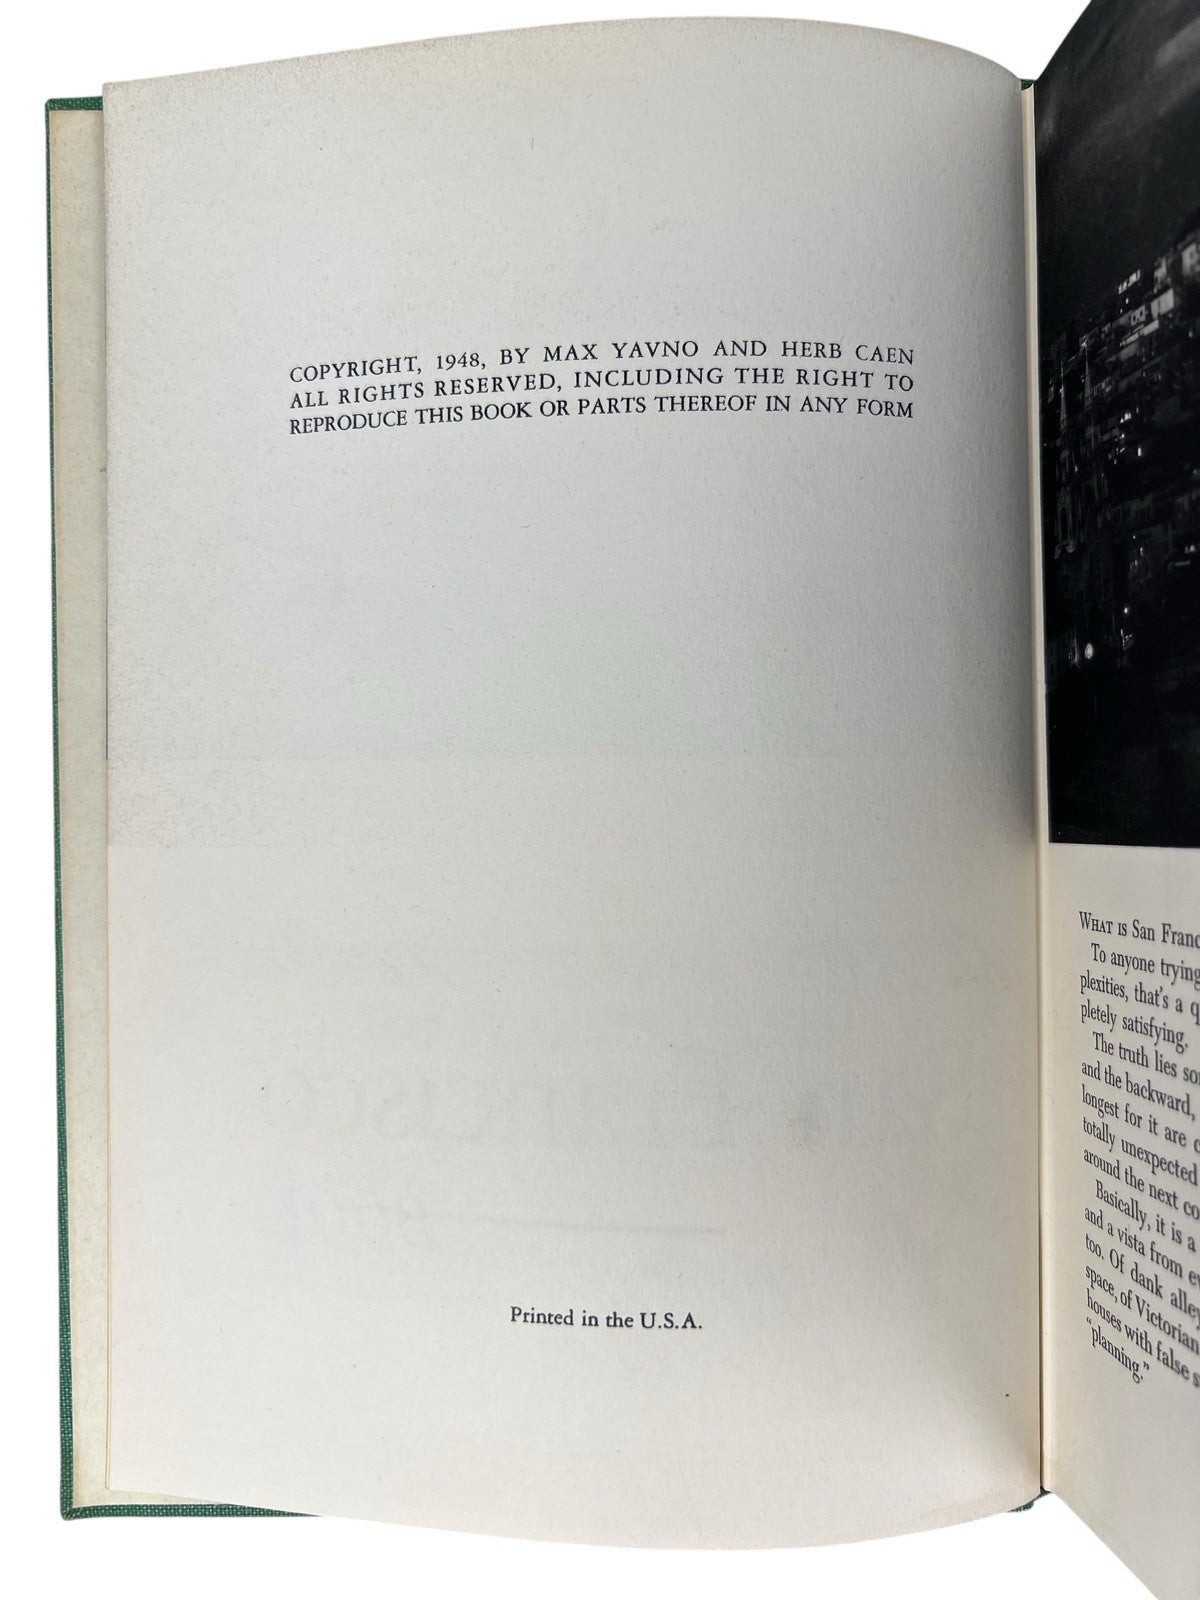 COPYRIGHT, 1948, BY MAX YAVNO AND HERB CAEN
ALL RIGHTS RESERVED, INCLUDING THE RIGHT TO
REPRODUCE THIS BOOK OR PARTS THEREOF IN ANY FORM
Printed in the U.S.A.
WHAT IS San Franc
To anyone trying
plexities, that's a q
pletely satisfying.
The truth lies so
and the backward,
longest for it are c
totally unexpected
around the next co
Basically, it is a
and a vista from ev
too. Of dank alley
space, of Victorian
houses with false s
"planning."